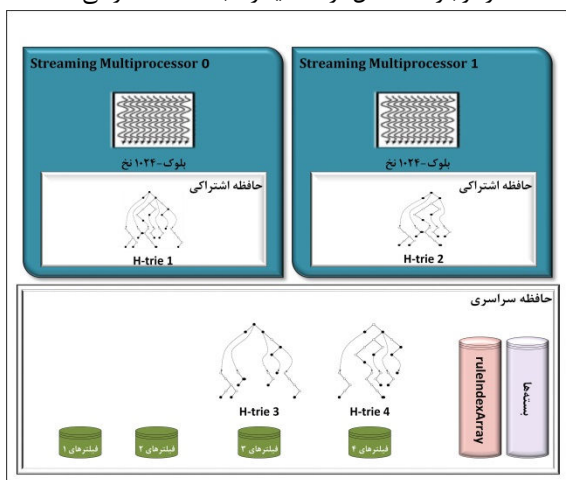 Streaming Multiprocessor 0
Streaming Multiprocessor 1
بلوک-۱۰۲۴ نخ
بلوک-۱۰۲۴ نخ
حافظه اشتراکی
حافظه اشتراکی
H-trie 1
H-trie 2
حافظه سراسری
بسته‌ها
ruleIndexArray
H-trie 3
H-trie 4
فیلترهای ۱
فیلترهای ۲
فیلترهای ۳
فیلترهای ۴